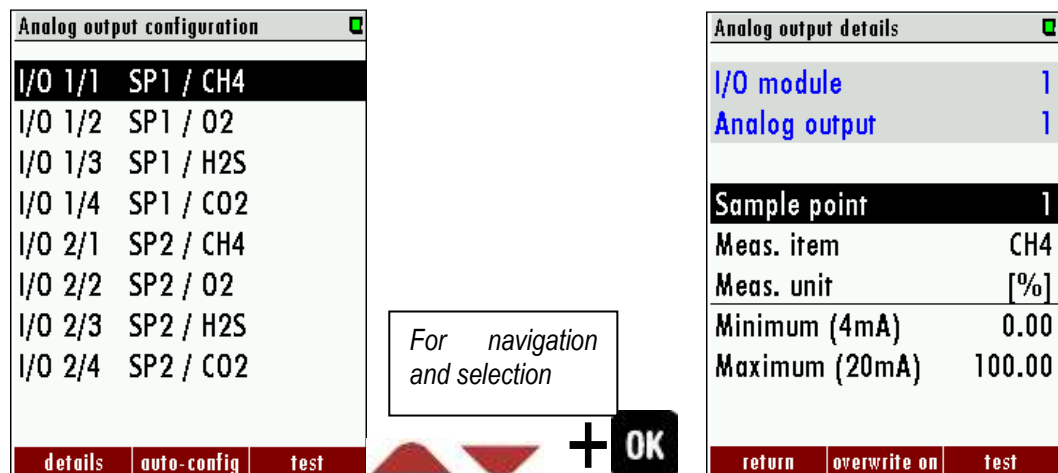 Analog output configuration
I/O 1/1 SP1 / CH4
I/O 1/2 SP1 / O2
I/O 1/3 SP1 / H2S
I/O 1/4 SP1 / CO2
I/O 2/1 SP2 / CH4
I/O 2/2 SP2 / O2
I/O 2/3 SP2 / H2S
I/O 2/4 SP2 / CO2
details auto-config test
For navigation
and selection
+ OK
Analog output details
I/O module 1
Analog output 1
Sample point 1
Meas. item CH4
Meas. unit [%]
Minimum (4mA) 0.00
Maximum (20mA) 100.00
return overwrite on test